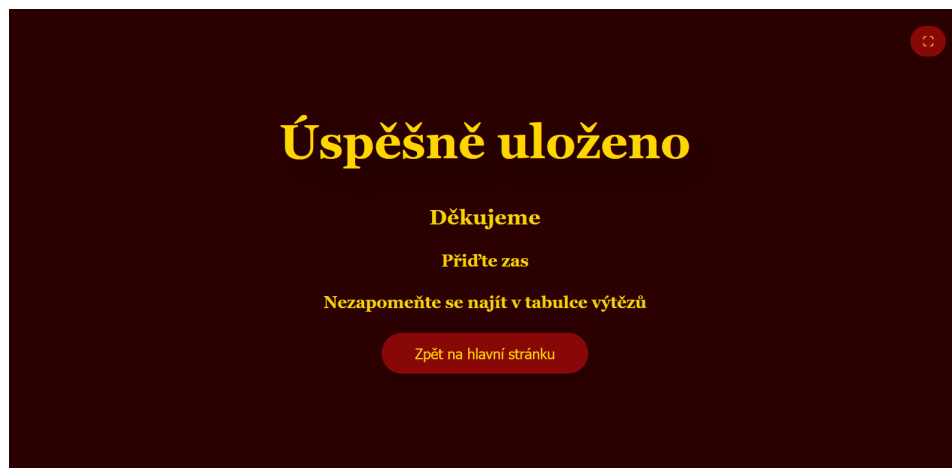 Úspěšně uloženo
Děkujeme
Přiďte zas
Nezapomeňte se najít v tabulce výtězů
Zpět na hlavní stránku